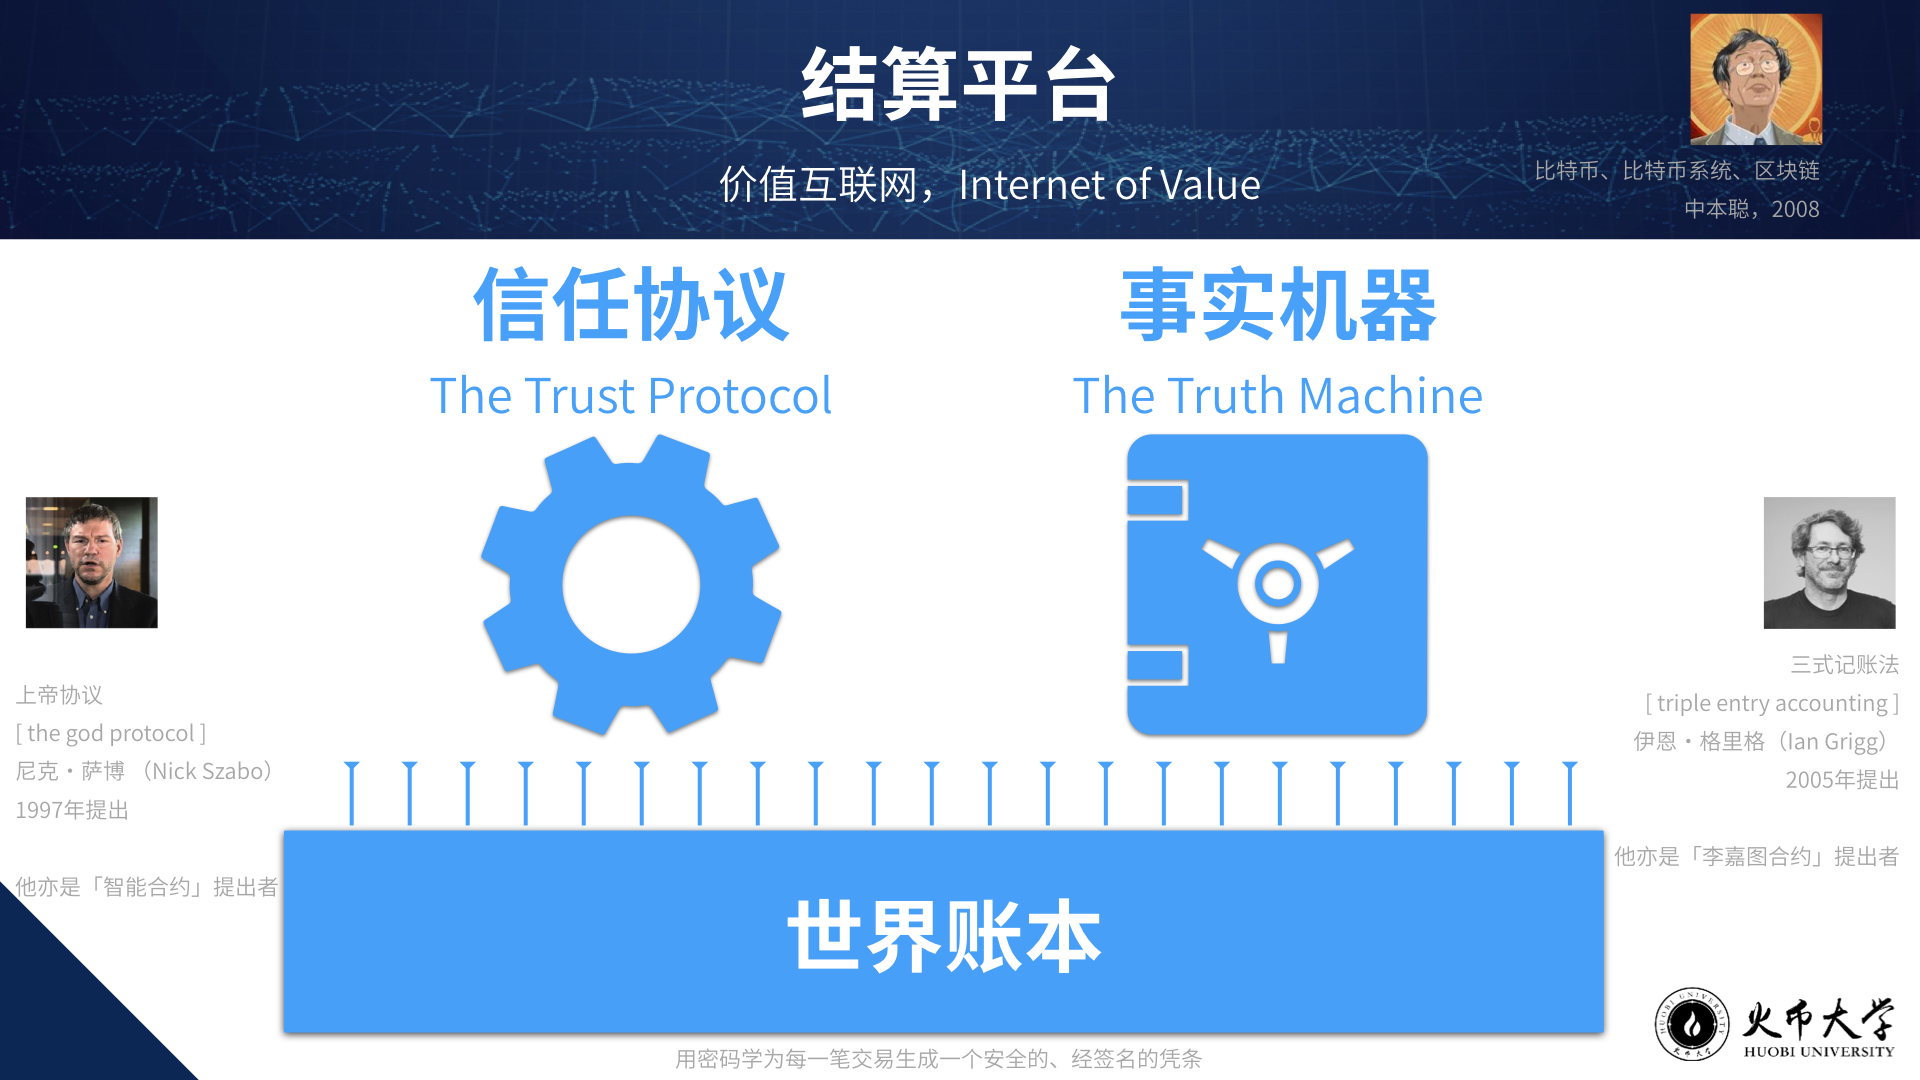 结算平台
价值互联网，Internet of Value
比特币、比特币系统、区块链
中本聪，2008
信任协议
The Trust Protocol
事实机器
The Truth Machine
上帝协议
[ the god protocol ]
尼克・萨博 （Nick Szabo）
1997年提出
他亦是「智能合约」提出者
三式记账法
[ triple entry accounting ]
伊恩・格里格（Ian Grigg）
2005年提出
他亦是「李嘉图合约」提出者
世界账本
用密码学为每一笔交易生成一个安全的、经签名的凭条
HUOBI UNIVERSITY
火币大学
火币大学
HUOBI UNIVERSITY